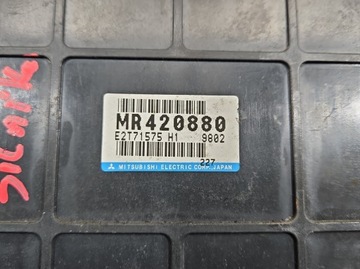 MR420880
E2T71575 H1 9802
227
MITSUBISHI ELECTRIC CORP. JAPAN